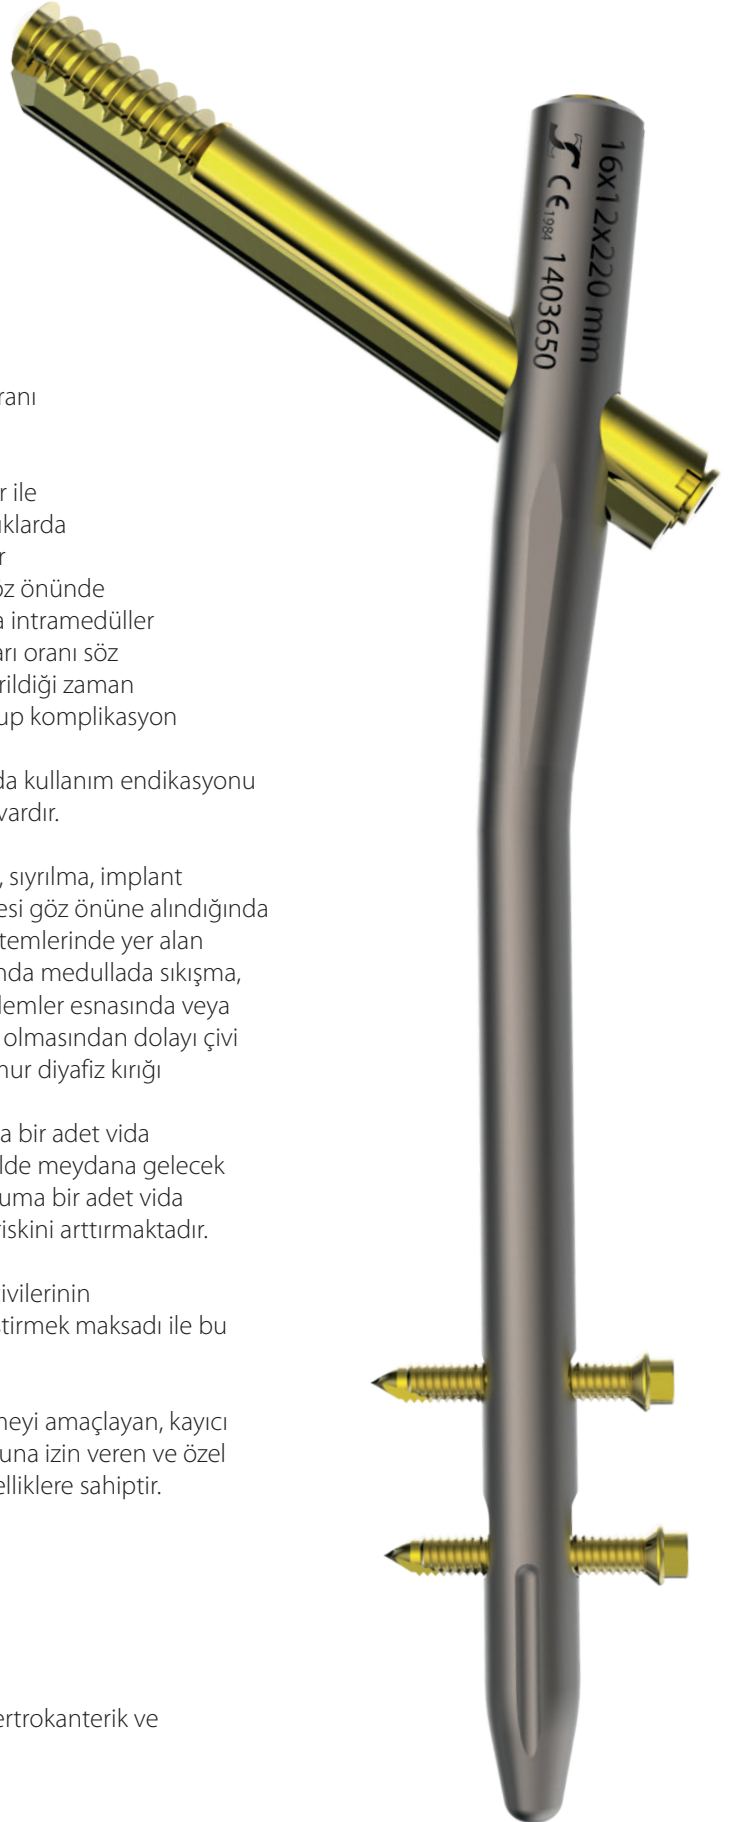 16x12x220 mm
CE 1984 1403650
ranı
r ile
uklarda
r
öz önünde
a intramedüller
arı oranı söz
rildiği zaman
up komplikasyon
da kullanım endikasyonu
vardır.
, sıyrılma, implant
esi göz önüne alındığında
temlerinde yer alan
nda medullada sıkışma,
lemler esnasında veya
olmasından dolayı çivi
nur diyafiz kırığı
a bir adet vida
lde meydana gelecek
uma bir adet vida
riskini arttırmaktadır.
ivilerinin
ştirmek maksadı ile bu
neyi amaçlayan, kayıcı
una izin veren ve özel
elliklere sahiptir.
ertrokanterik ve